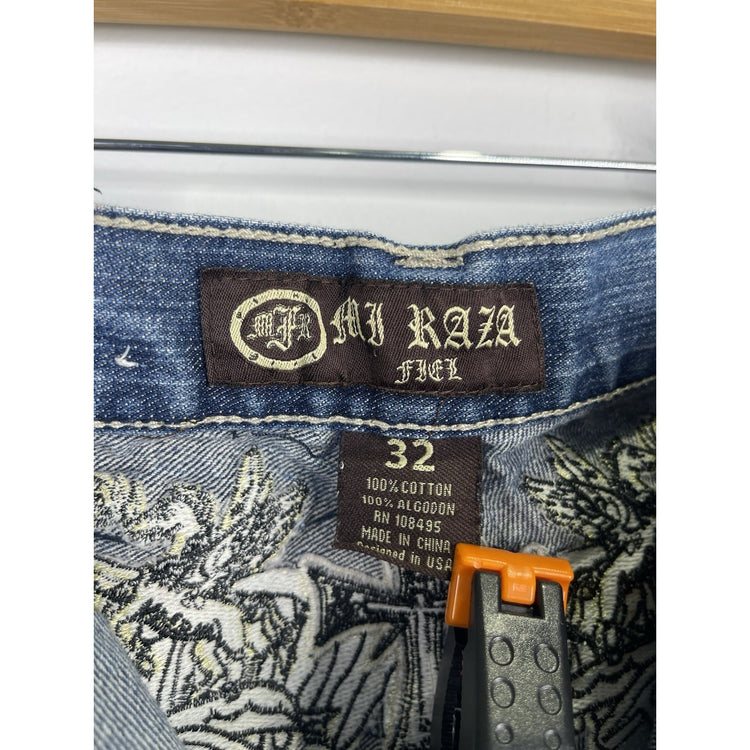 MFR
MI RAZA
FIEL
32
100% COTTON
100% ALGODON
RN 108495
MADE IN CHINA
Designed in USA